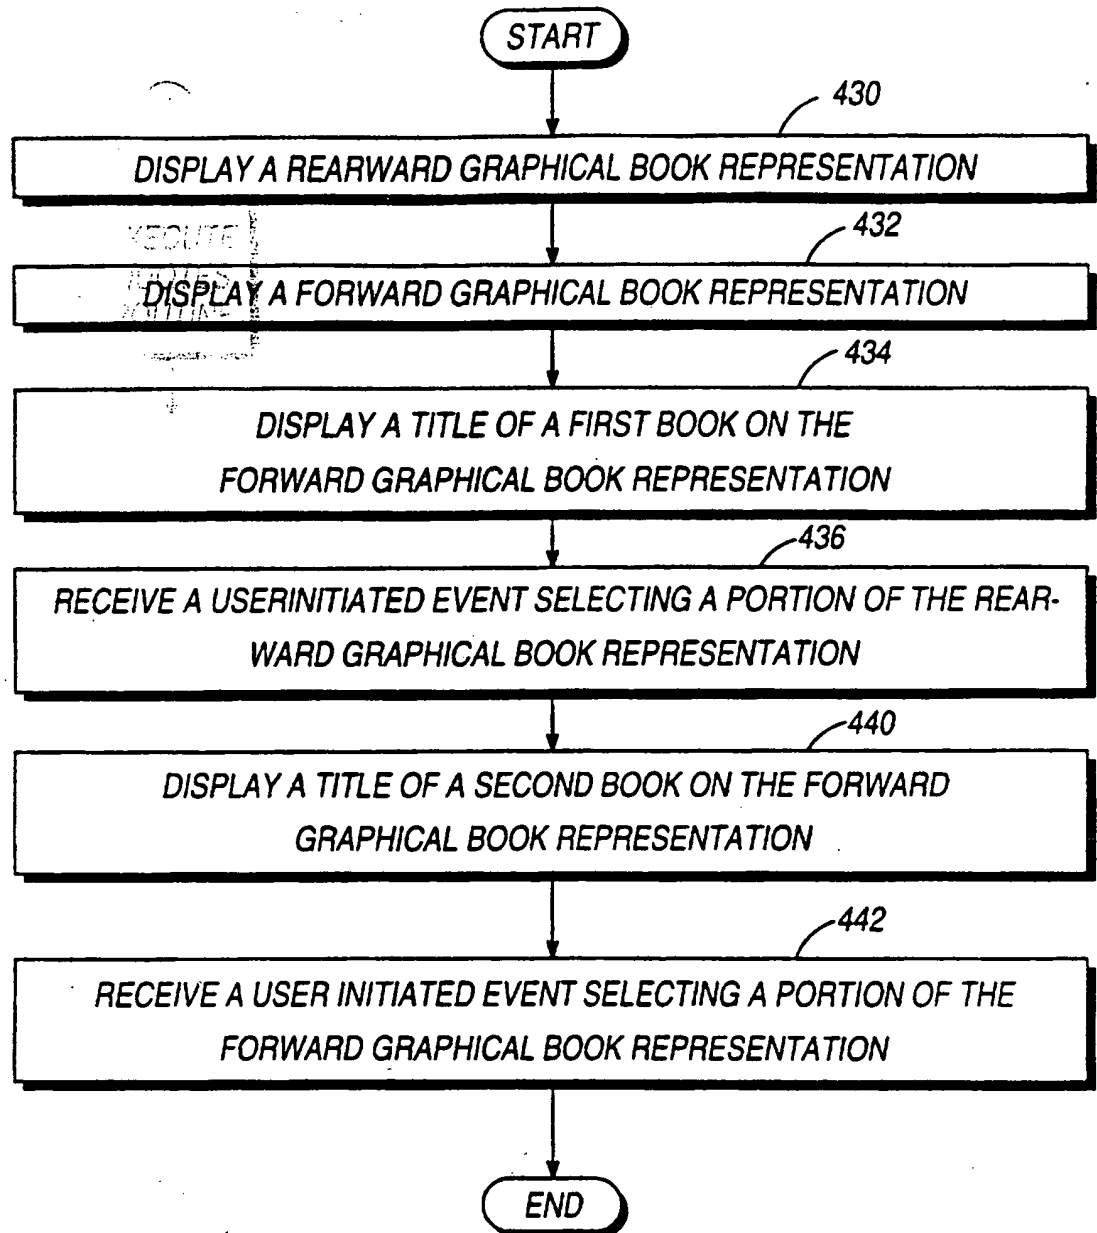 START
430
DISPLAY A REARWARD GRAPHICAL BOOK REPRESENTATION
432
DISPLAY A FORWARD GRAPHICAL BOOK REPRESENTATION
434
DISPLAY A TITLE OF A FIRST BOOK ON THE
FORWARD GRAPHICAL BOOK REPRESENTATION
436
RECEIVE A USERINITIATED EVENT SELECTING A PORTION OF THE REAR-
WARD GRAPHICAL BOOK REPRESENTATION
440
DISPLAY A TITLE OF A SECOND BOOK ON THE FORWARD
GRAPHICAL BOOK REPRESENTATION
442
RECEIVE A USER INITIATED EVENT SELECTING A PORTION OF THE
FORWARD GRAPHICAL BOOK REPRESENTATION
END